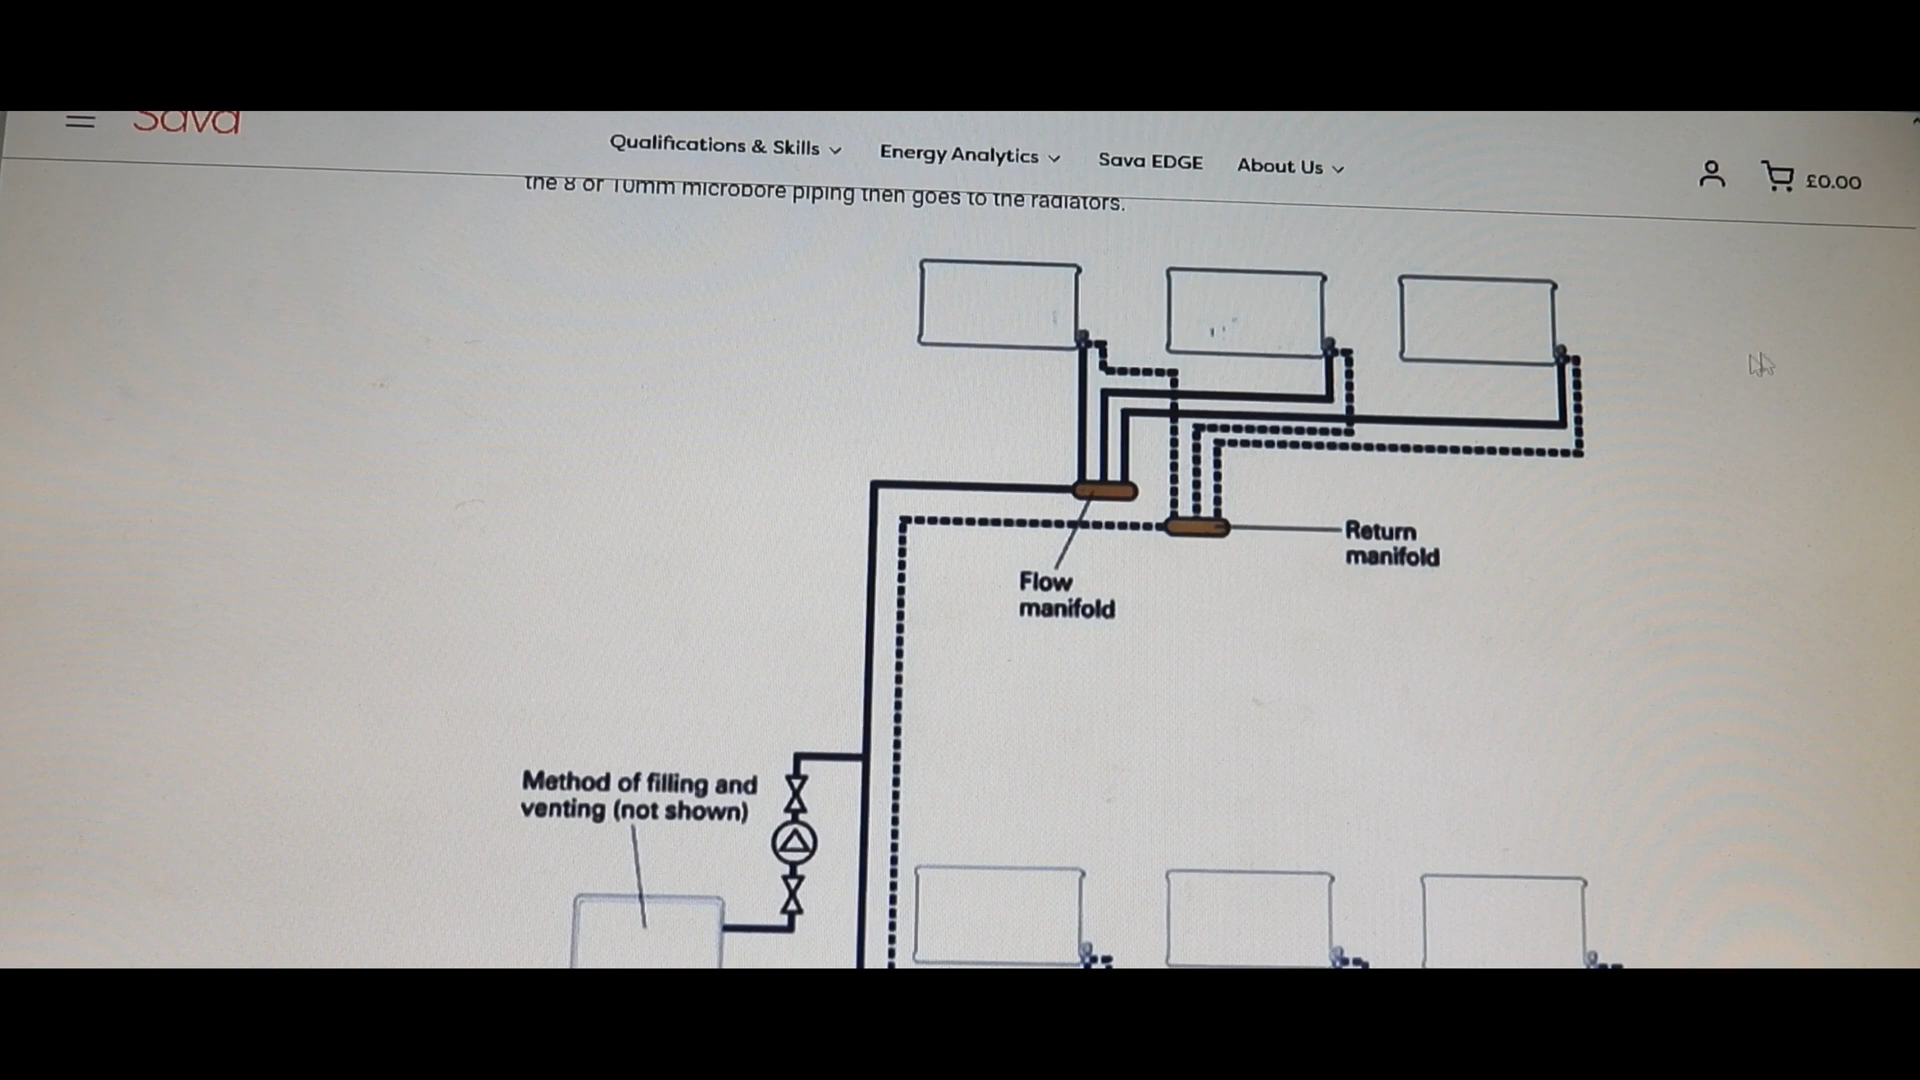 Sava
Qualifications & Skills
Energy Analytics
Sava EDGE
About Us
£0.00
the 8 or 10mm microbore piping then goes to the radiators.
Return
manifold
Flow
manifold
Method of filling and
venting (not shown)